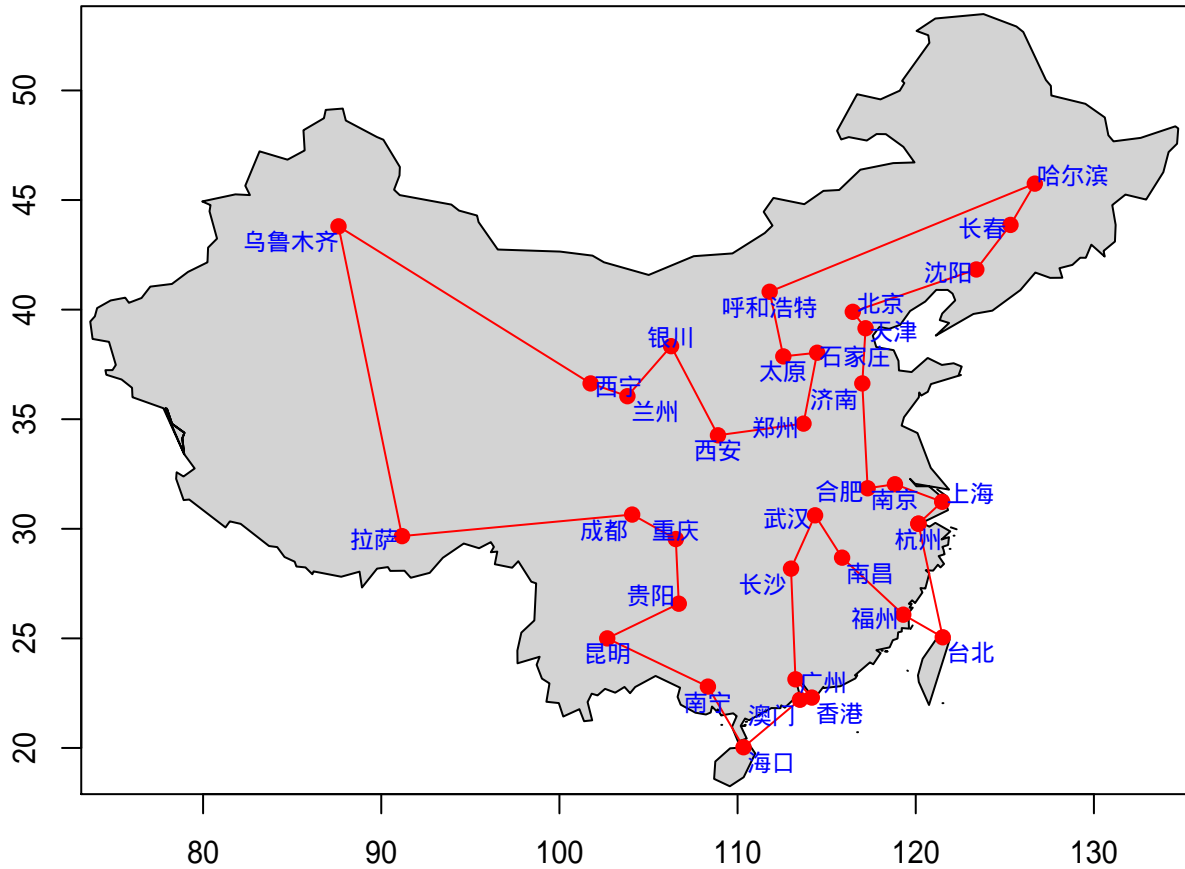 50
45
40
35
30
25
20
哈尔滨
长春
乌鲁木齐
沈阳
呼和浩特
北京
天津
银川
石家庄
太原
西宁
济南
兰州
郑州
西安
合肥
南京
上海
武汉
成都
重庆
杭州
拉萨
南昌
长沙
贵阳
福州
昆明
台北
广州
南宁
澳门
香港
海口
80
90
100
110
120
130